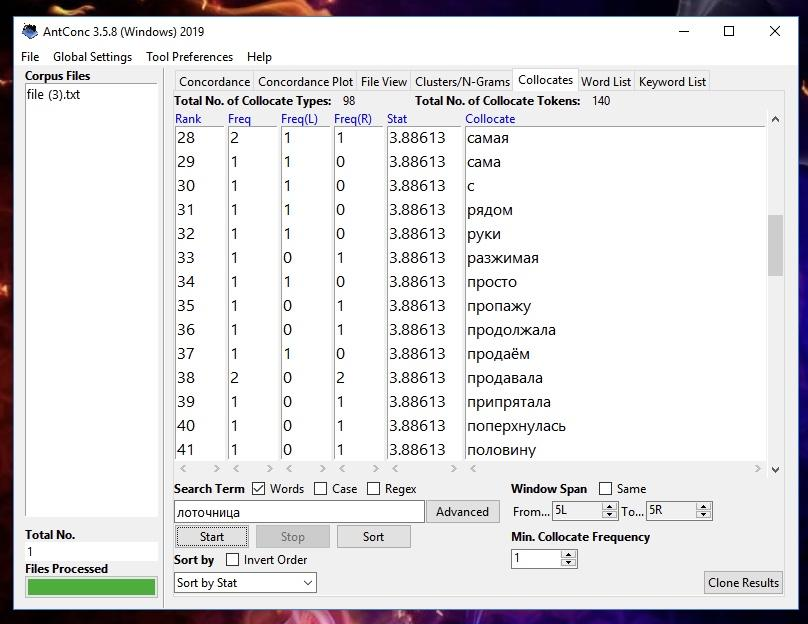 AntConc 3.5.8 (Windows) 2019
File Global Settings Tool Preferences Help
Corpus Files
file (3).txt
Concordance Concordance Plot File View Clusters/N-Grams Collocates Word List Keyword List
Total No. of Collocate Types: 98 Total No. of Collocate Tokens: 140
Rank Freq Freq(L) Freq(R) Stat Collocate
28 2 1 1 3.88613 самая
29 1 1 0 3.88613 сама
30 1 1 0 3.88613 с
31 1 1 0 3.88613 рядом
32 1 1 0 3.88613 руки
33 1 0 1 3.88613 разжимая
34 1 1 0 3.88613 просто
35 1 0 1 3.88613 пропажу
36 1 0 1 3.88613 продолжала
37 1 1 0 3.88613 продаём
38 2 0 2 3.88613 продавала
39 1 0 1 3.88613 припрятала
40 1 0 1 3.88613 поперхнулась
41 1 0 1 3.88613 половину
Search Term Words Case Regex Window Span Same
лоточница Advanced From... 5L To... 5R
Start Stop Sort Min. Collocate Frequency
Total No.
1
Sort by Invert Order 1
Files Processed
Sort by Stat Clone Results